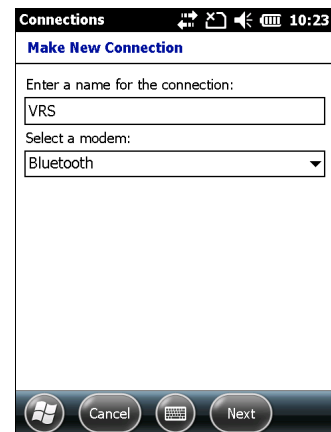 Connections 10:23
Make New Connection
Enter a name for the connection:
VRS
Select a modem:
Bluetooth
Cancel Next